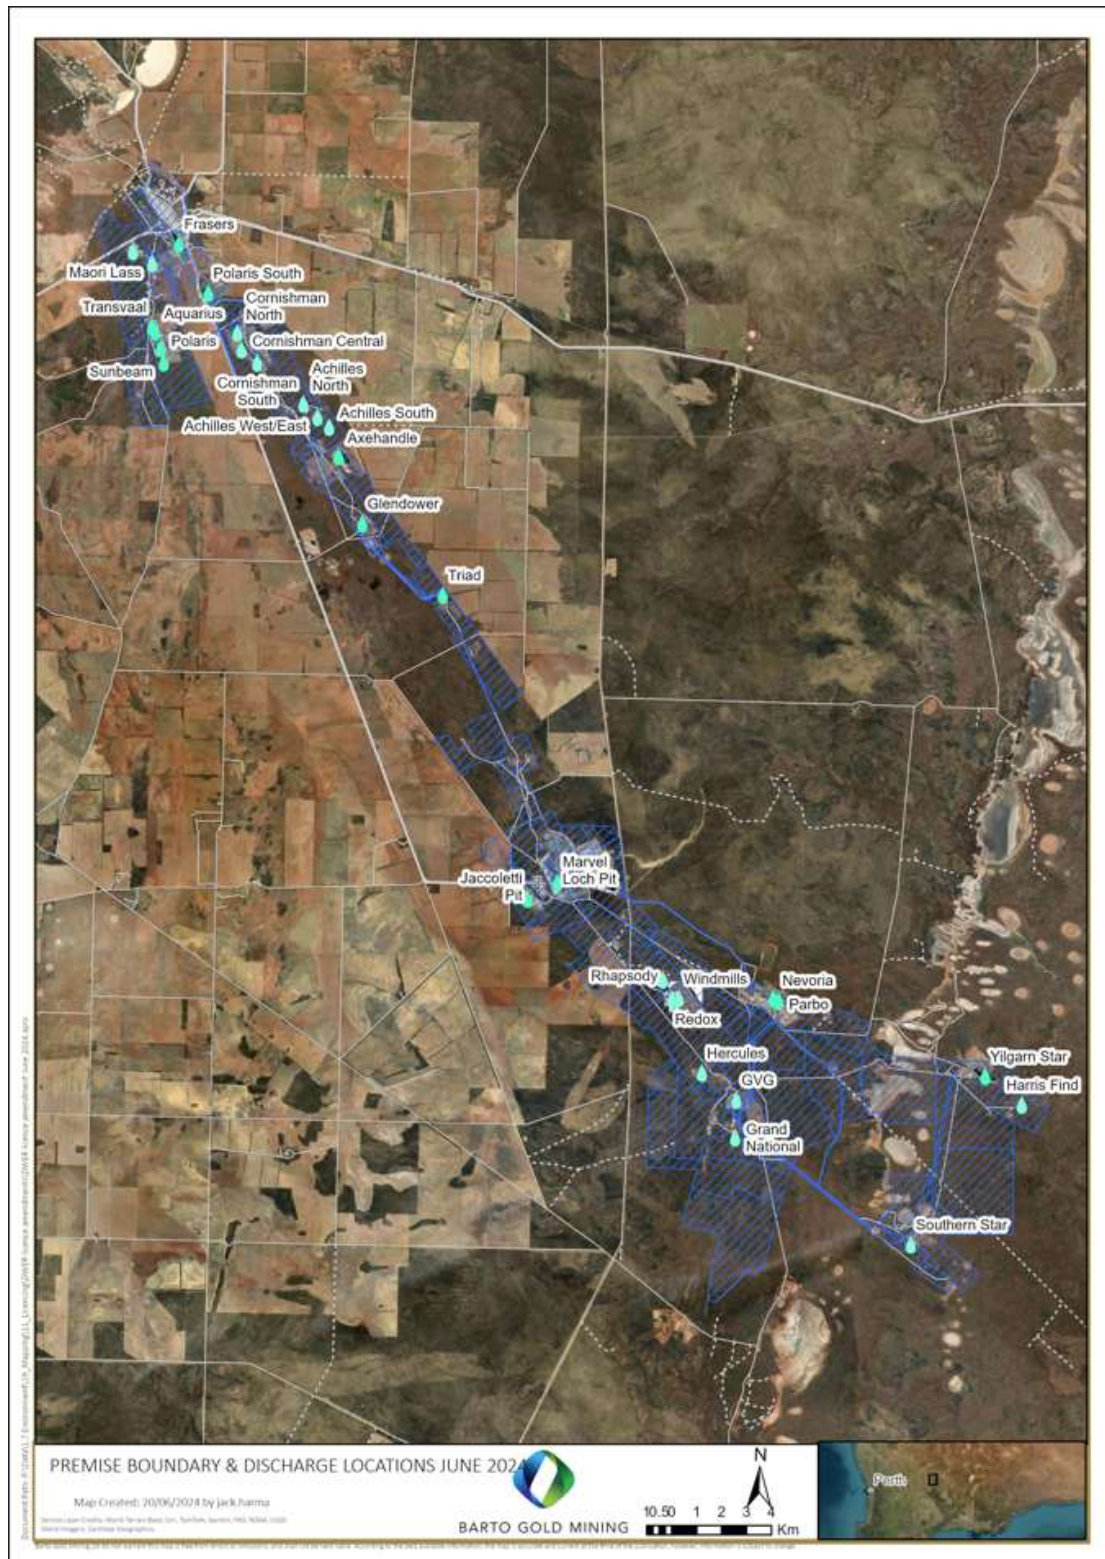 Frasers
Maori Lass
Polaris South
Transvaal
Aquarius
Cornishman
North
Polaris
Cornishman Central
Sunbeam
Achilles
North
Cornishman
South
Achilles South
Achilles West/East
Axehandle
Glendower
Triad
Marvel
Loch Pit
Jaccoletti
Pit
Rhapsody
Windmills
Nevoria
Parbo
Redox
Hercules
Yilgarn Star
GVG
Harris Find
Grand
National
Southern Star
PREMISE BOUNDARY & DISCHARGE LOCATIONS JUNE 2024
Map Created: 20/06/2024 by jack.harma
BARTO GOLD MINING
N
10.50 1 2 3 4
Km
Perth